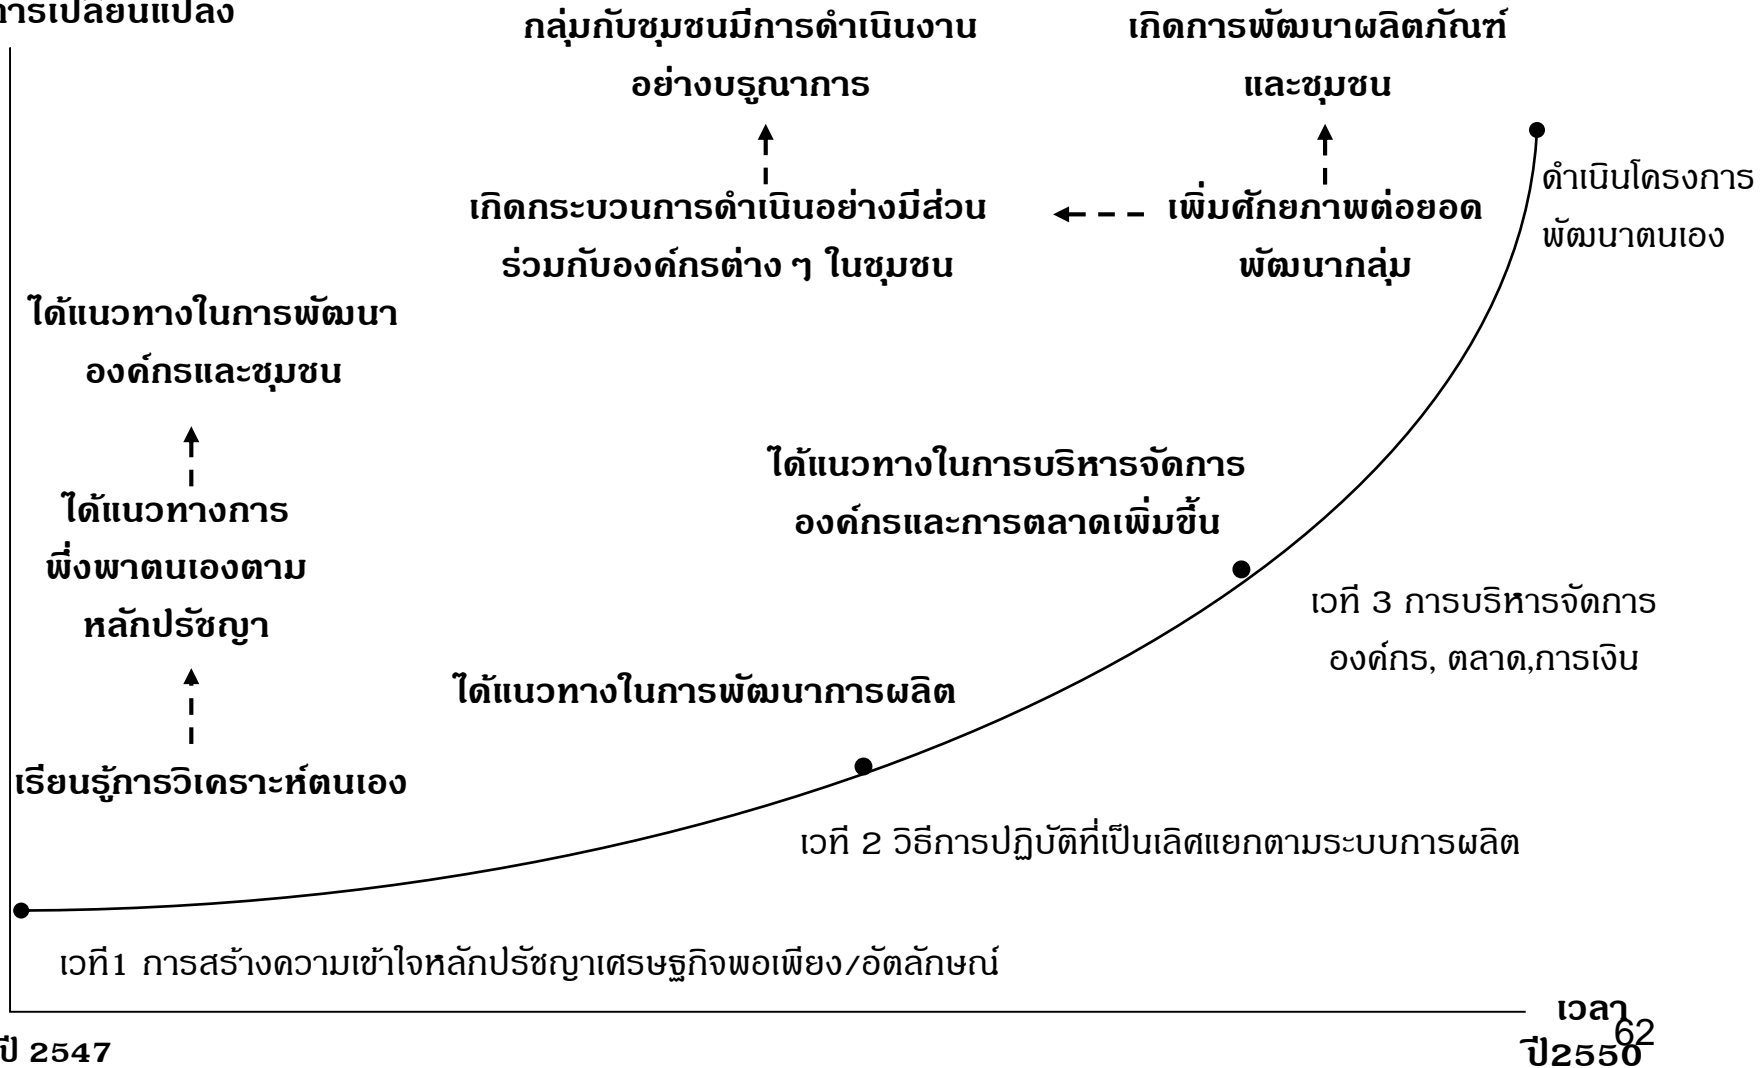 การเปลี่ยนแปลง
กลุ่มกับชุมชนมีการดำเนินงาน
อย่างบรูณาการ
เกิดการพัฒนาผลิตภัณฑ์
และชุมชน
ดำเนินโครงการ
พัฒนาตนเอง
เกิดกระบวนการดำเนินอย่างมีส่วน
ร่วมกับองค์กรต่าง ๆ ในชุมชน
เพิ่มศักยภาพต่อยอด
พัฒนากลุ่ม
ได้แนวทางในการพัฒนา
องค์กรและชุมชน
ได้แนวทางการ
พึ่งพาตนเองตาม
หลักปรัชญา
ได้แนวทางในการบริหารจัดการ
องค์กรและการตลาดเพิ่มขึ้น
เวที 3 การบริหารจัดการ
องค์กร, ตลาด,การเงิน
ได้แนวทางในการพัฒนาการผลิต
เรียนรู้การวิเคราะห์ตนเอง
เวที 2 วิธีการปฏิบัติที่เป็นเลิศแยกตามระบบการผลิต
เวที1 การสร้างความเข้าใจหลักปรัชญาเศรษฐกิจพอเพียง/อัตลักษณ์
เวลา
ปี 2547
ปี2550
62